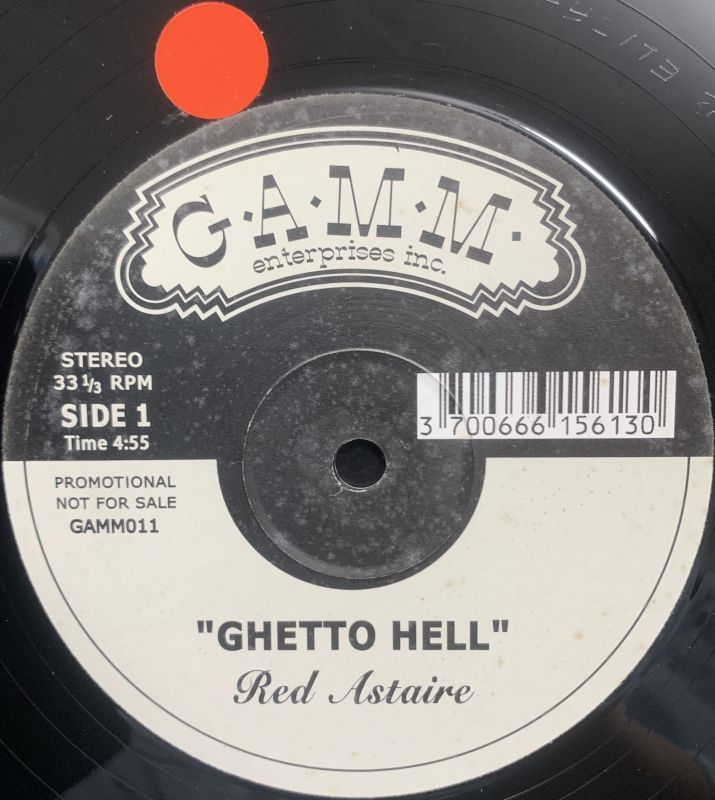 G·A·M·M·
enterprises inc.
STEREO
33 1/3 RPM
SIDE 1
Time 4:55
3 700666 156130
PROMOTIONAL
NOT FOR SALE
GAMM011
"GHETTO HELL"
Red Astaire